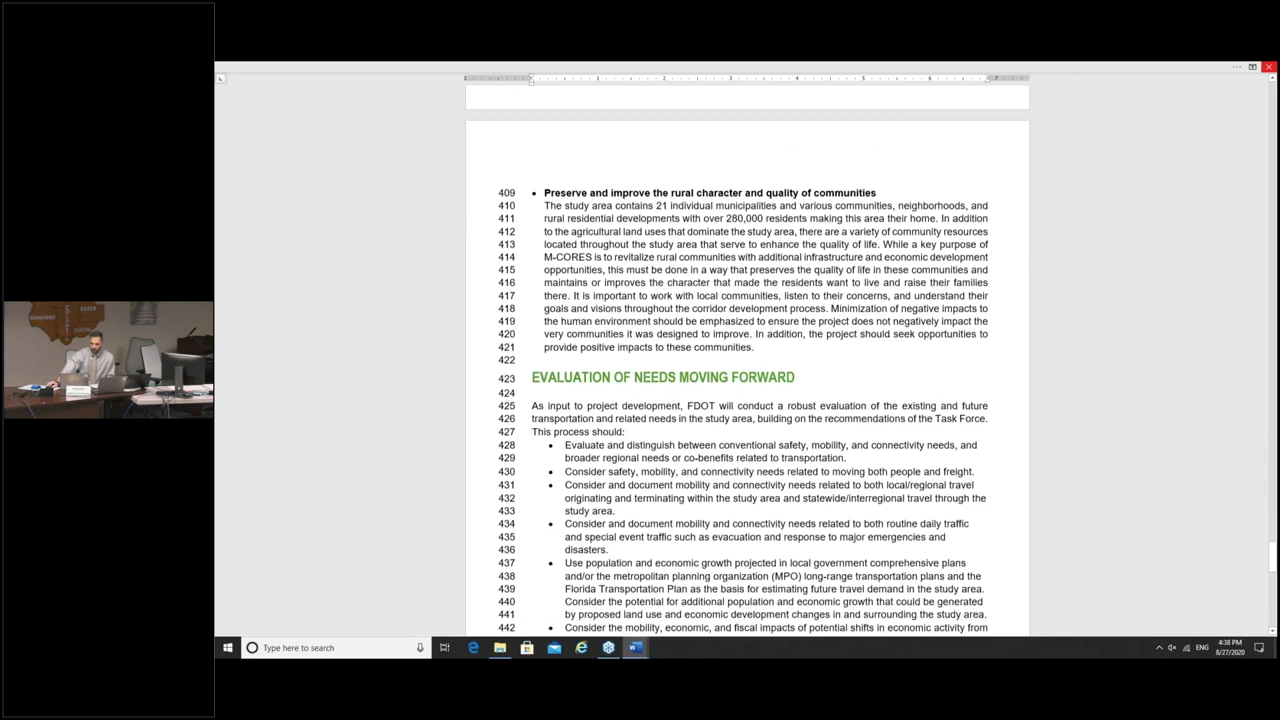 409 • Preserve and improve the rural character and quality of communities
410 The study area contains 21 individual municipalities and various communities, neighborhoods, and
411 rural residential developments with over 280,000 residents making this area their home. In addition
412 to the agricultural land uses that dominate the study area, there are a variety of community resources
413 located throughout the study area that serve to enhance the quality of life. While a key purpose of
414 M-CORES is to revitalize rural communities with additional infrastructure and economic development
415 opportunities, this must be done in a way that preserves the quality of life in these communities and
416 maintains or improves the character that made the residents want to live and raise their families
417 there. It is important to work with local communities, listen to their concerns, and understand their
418 goals and visions throughout the corridor development process. Minimization of negative impacts to
419 the human environment should be emphasized to ensure the project does not negatively impact the
420 very communities it was designed to improve. In addition, the project should seek opportunities to
421 provide positive impacts to these communities.
422
423 EVALUATION OF NEEDS MOVING FORWARD
424
425 As input to project development, FDOT will conduct a robust evaluation of the existing and future
426 transportation and related needs in the study area, building on the recommendations of the Task Force.
427 This process should:
428 • Evaluate and distinguish between conventional safety, mobility, and connectivity needs, and
429 broader regional needs or co-benefits related to transportation.
430 • Consider safety, mobility, and connectivity needs related to moving both people and freight.
431 • Consider and document mobility and connectivity needs related to both local/regional travel
432 originating and terminating within the study area and statewide/interregional travel through the
433 study area.
434 • Consider and document mobility and connectivity needs related to both routine daily traffic
435 and special event traffic such as evacuation and response to major emergencies and
436 disasters.
437 • Use population and economic growth projected in local government comprehensive plans
438 and/or the metropolitan planning organization (MPO) long-range transportation plans and the
439 Florida Transportation Plan as the basis for estimating future travel demand in the study area.
440 Consider the potential for additional population and economic growth that could be generated
441 by proposed land use and economic development changes in and surrounding the study area.
442 • Consider the mobility, economic, and fiscal impacts of potential shifts in economic activity from
Type here to search
ENG
4:38 PM
8/27/2020
1 2 3 4 5 6 7
SUWANNEE
BAKER